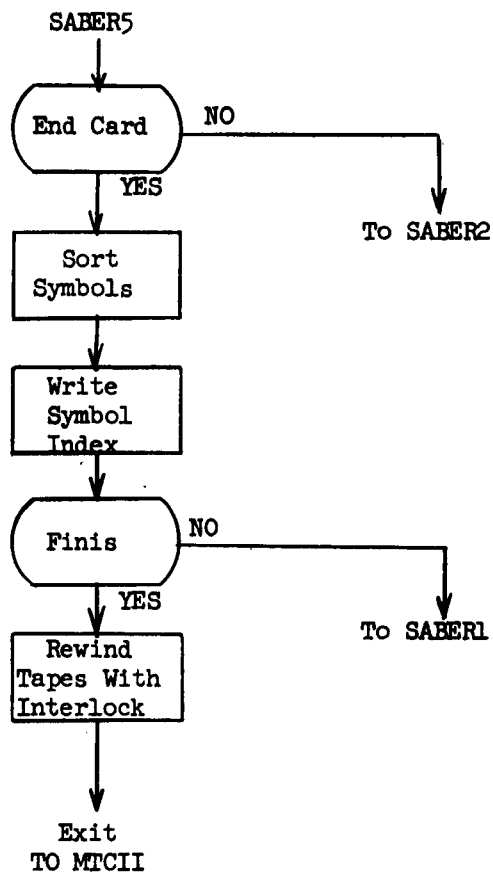 SABER5
End Card
NO
YES
To SABER2
Sort
Symbols
Write
Symbol
Index
Finis
NO
YES
To SABER1
Rewind
Tapes With
Interlock
Exit
TO MTCII